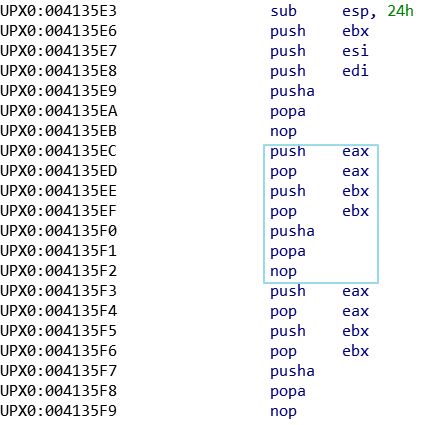 UPX0:004135E3 sub esp, 24h
UPX0:004135E6 push ebx
UPX0:004135E7 push esi
UPX0:004135E8 push edi
UPX0:004135E9 pusha
UPX0:004135EA popa
UPX0:004135EB nop
UPX0:004135EC push eax
UPX0:004135ED pop eax
UPX0:004135EE push ebx
UPX0:004135EF pop ebx
UPX0:004135F0 pusha
UPX0:004135F1 popa
UPX0:004135F2 nop
UPX0:004135F3 push eax
UPX0:004135F4 pop eax
UPX0:004135F5 push ebx
UPX0:004135F6 pop ebx
UPX0:004135F7 pusha
UPX0:004135F8 popa
UPX0:004135F9 nop